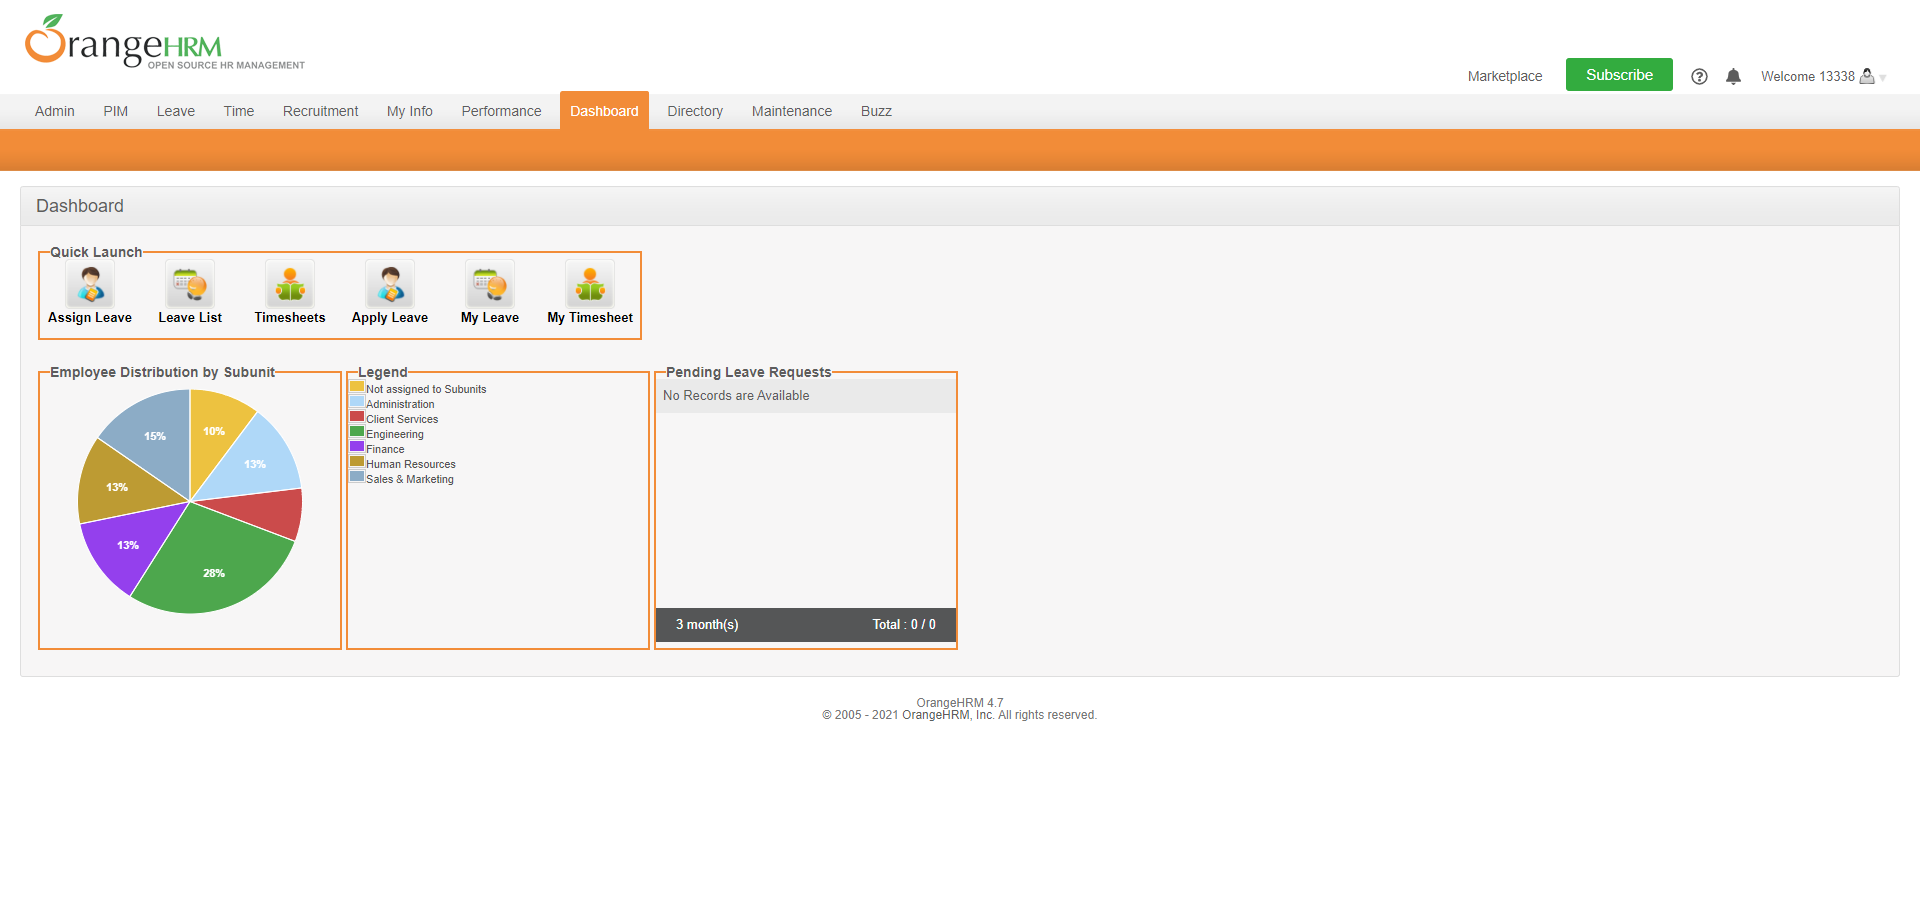 OrangeHRM
OPEN SOURCE HR MANAGEMENT
Marketplace
Subscribe
Welcome 13338
Admin
PIM
Leave
Time
Recruitment
My Info
Performance
Dashboard
Directory
Maintenance
Buzz
Dashboard
Quick Launch
Assign Leave
Leave List
Timesheets
Apply Leave
My Leave
My Timesheet
Employee Distribution by Subunit
10%
13%
28%
13%
13%
15%
Legend
Not assigned to Subunits
Administration
Client Services
Engineering
Finance
Human Resources
Sales & Marketing
Pending Leave Requests
No Records are Available
3 month(s)
Total : 0 / 0
OrangeHRM 4.7
© 2005 - 2021 OrangeHRM, Inc. All rights reserved.